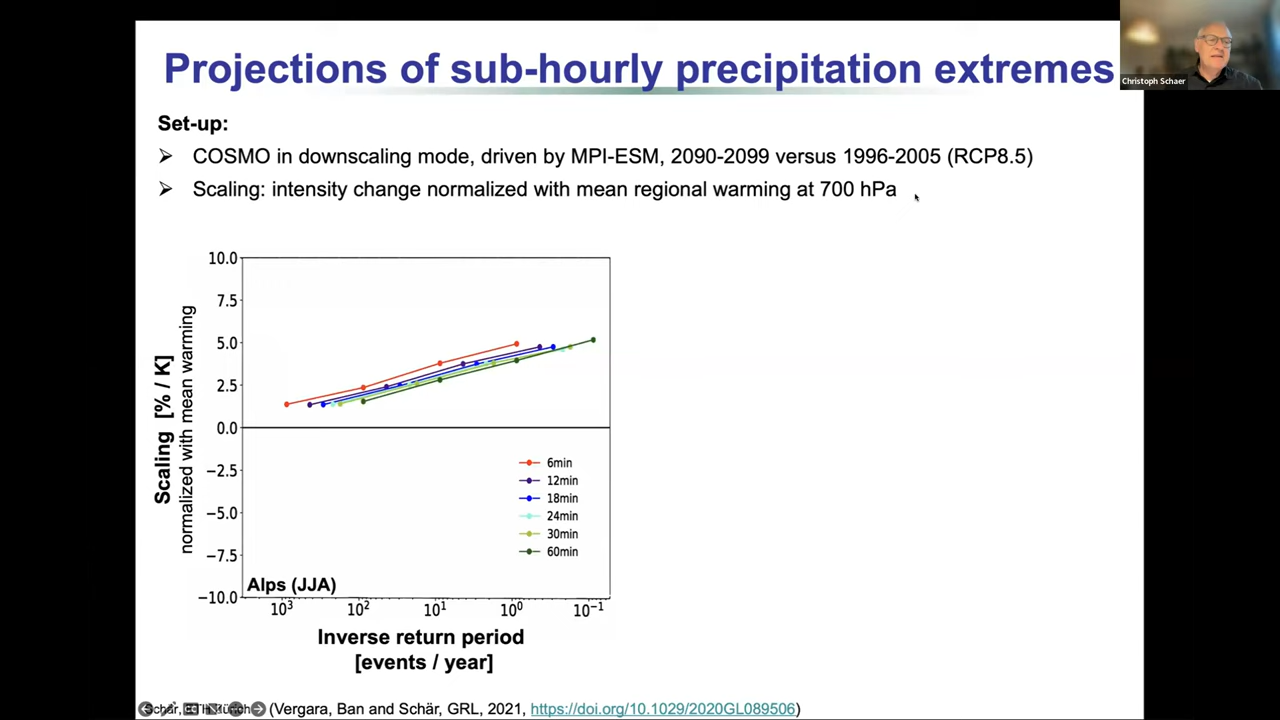 Projections of sub-hourly precipitation extremes
Christoph Schaer
Set-up:
COSMO in downscaling mode, driven by MPI-ESM, 2090-2099 versus 1996-2005 (RCP8.5)
Scaling: intensity change normalized with mean regional warming at 700 hPa
10.0
7.5
5.0
2.5
0.0
−2.5
−5.0
−7.5
−10.0
Scaling [% / K]
normalized with mean warming
6min
12min
18min
24min
30min
60min
Alps (JJA)
10³ 10² 10¹ 10⁰ 10⁻¹
Inverse return period
[events / year]
Schär, (Vergara, Ban and Schär, GRL, 2021, https://doi.org/10.1029/2020GL089506)